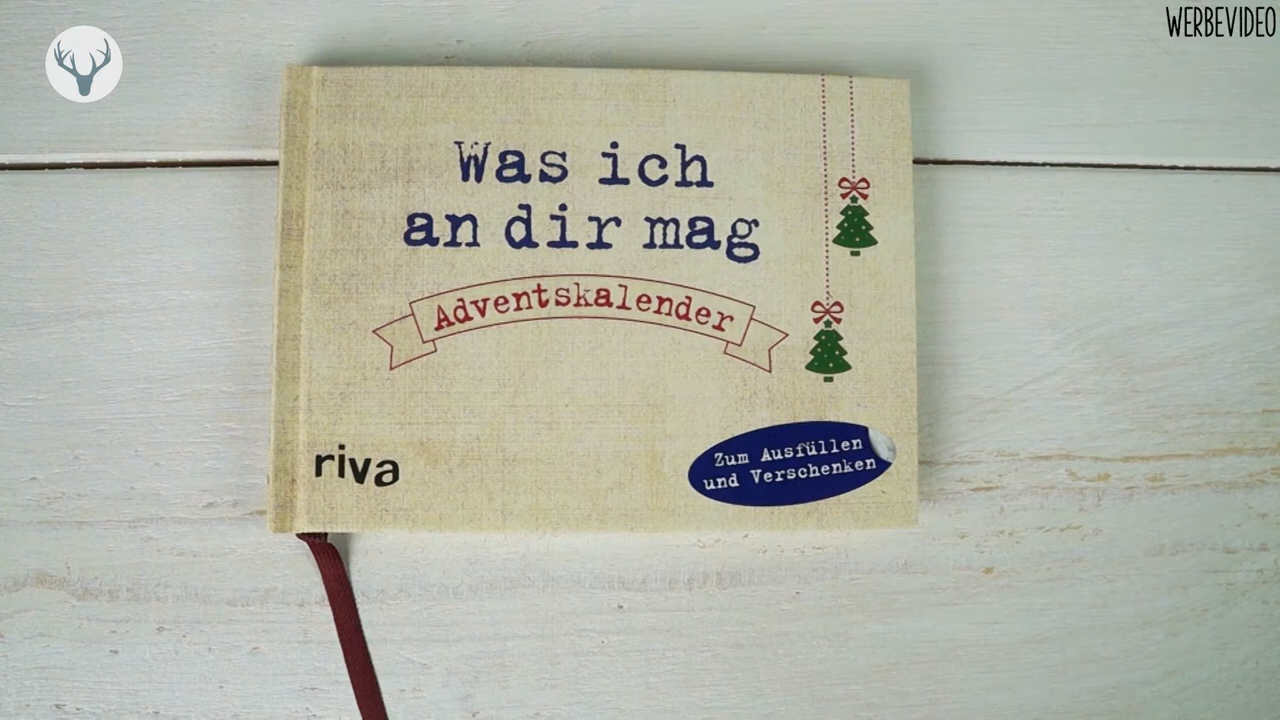 WERBEVIDEO
Was ich
an dir mag
Adventskalender
riva
Zum Ausfüllen
und Verschenken